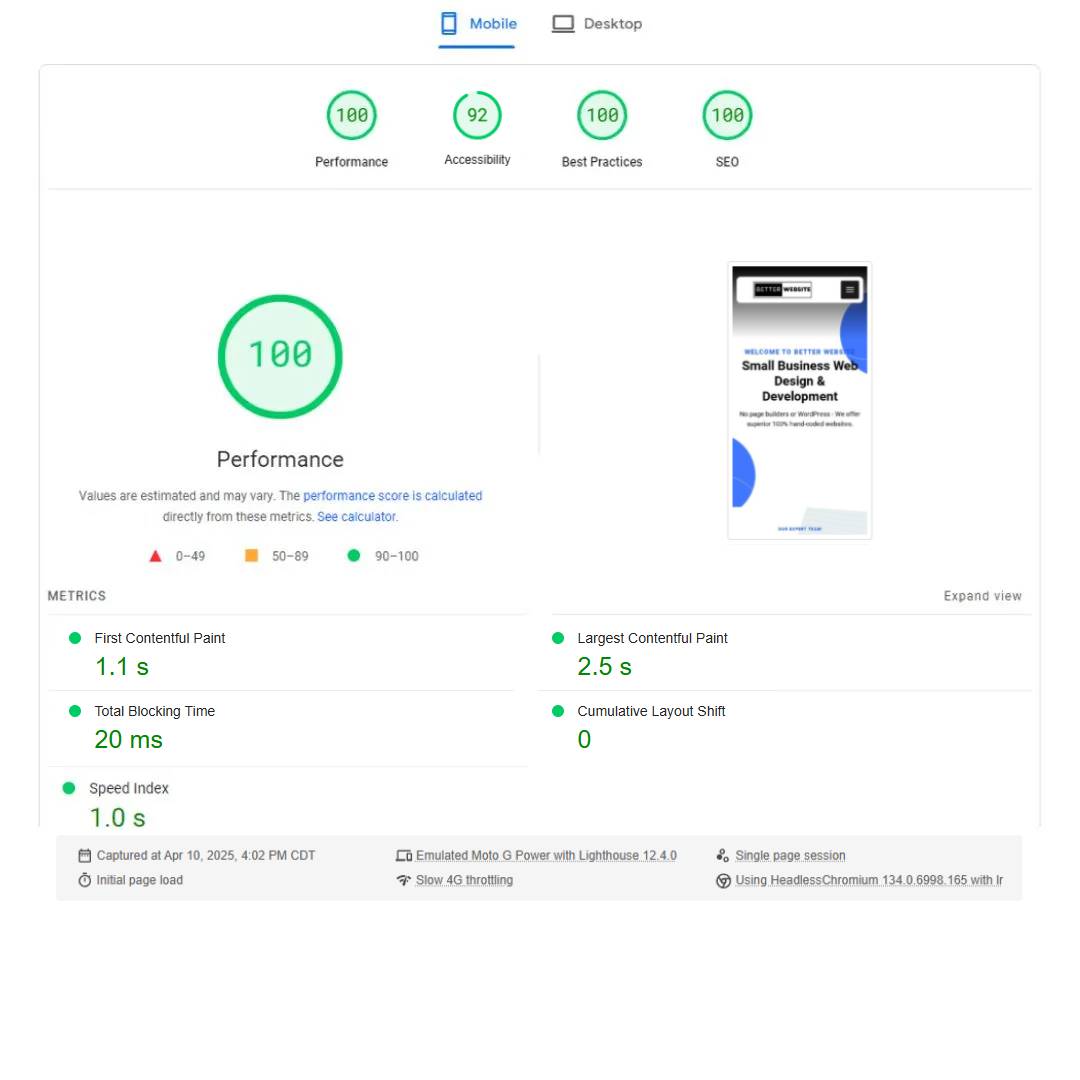 Mobile
Desktop
100
92
100
100
Performance
Accessibility
Best Practices
SEO
100
Performance
Values are estimated and may vary. The performance score is calculated
directly from these metrics. See calculator.
0–49
50–89
90–100
BETTER WEBSITE
WELCOME TO BETTER WEBSITE
Small Business Web
Design &
Development
No page builders or WordPress - We offer
superior 100% hand-coded websites.
OUR EXPERT TEAM
METRICS
Expand view
First Contentful Paint
1.1 s
Largest Contentful Paint
2.5 s
Total Blocking Time
20 ms
Cumulative Layout Shift
0
Speed Index
1.0 s
Captured at Apr 10, 2025, 4:02 PM CDT
Emulated Moto G Power with Lighthouse 12.4.0
Single page session
Initial page load
Slow 4G throttling
Using HeadlessChromium 134.0.6998.165 with lr